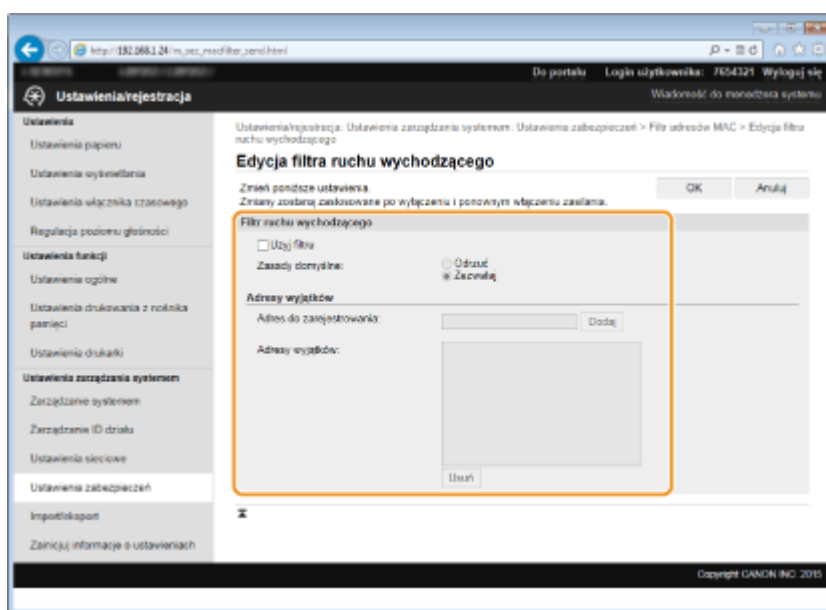 http://192.168.1.24/m_sec_macfilter_send.html
Do portalu Login użytkownika: 7654321 Wyloguj się
Ustawienia/rejestracja
Wiadomość do menedżera systemu
Ustawienia
Ustawienia papieru
Ustawienia wyświetlania
Ustawienia włącznika czasowego
Regulacja poziomu głośności
Ustawienia funkcji
Ustawienia ogólne
Ustawienia drukowania z nośnika
pamięci
Ustawienia drukarki
Ustawienia zarządzania systemem
Zarządzanie systemem
Zarządzanie ID działu
Ustawienia sieciowe
Ustawienia zabezpieczeń
Import/eksport
Zainicjuj informacje o ustawieniach
Ustawienia/rejestracja: Ustawienia zarządzania systemem: Ustawienia zabezpieczeń > Filtr adresów MAC > Edycja filtra
ruchu wychodzącego
Edycja filtra ruchu wychodzącego
Zmień poniższe ustawienia.
Zmiany zostaną zastosowane po wyłączeniu i ponownym włączeniu zasilania.
OK Anuluj
Filtr ruchu wychodzącego
Użyj filtru
Zasady domyślne:
Odrzuć
Zezwalaj
Adresy wyjątków
Adres do zarejestrowania:
Dodaj
Adresy wyjątków:
Usuń
Copyright CANON INC. 2015